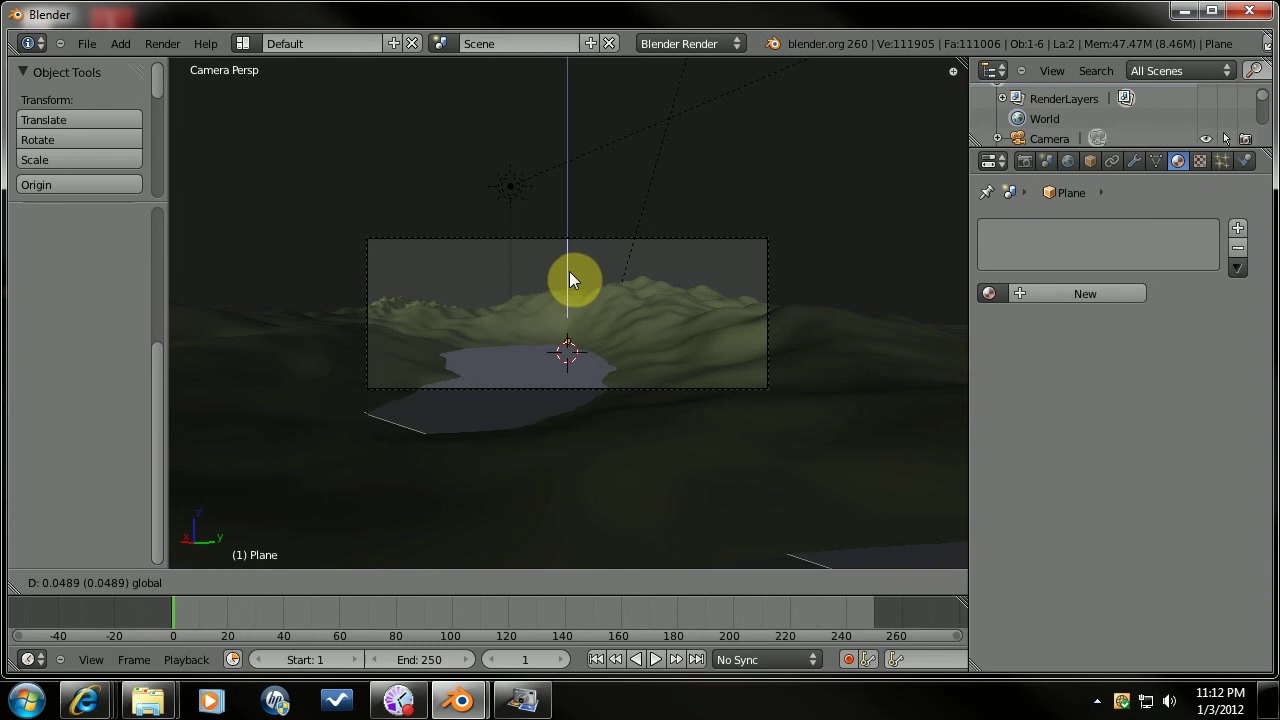 Blender
File Add Render Help Default Scene Blender Render blender.org 260 | Ve:111905 | Fa:111006 | Ob:1-6 | La:2 | Mem:47.47M (8.46M) | Plane
Object Tools
Transform:
Translate
Rotate
Scale
Origin
Camera Persp
View Search All Scenes
RenderLayers |
World
Camera |
Plane
New
z
x y
(1) Plane
D: 0.0489 (0.0489) global
-40 -20 0 20 40 60 80 100 120 140 160 180 200 220 240 260
View Frame Playback Start: 1 End: 250 1 No Sync
11:12 PM
1/3/2012